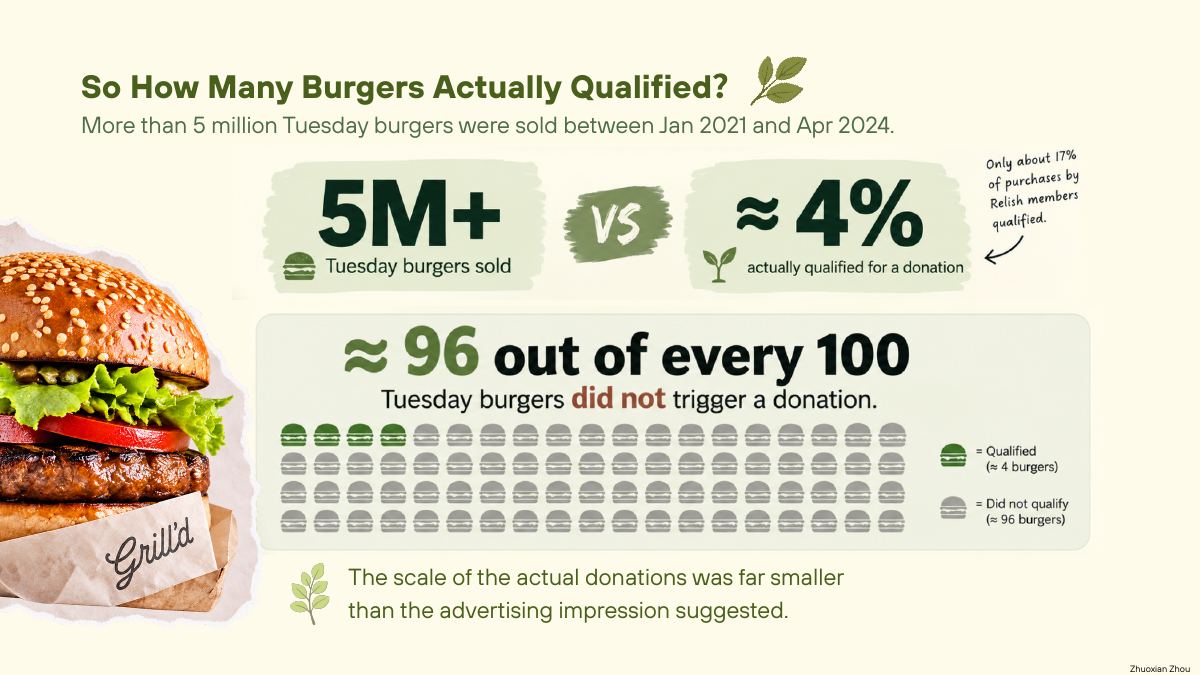 So How Many Burgers Actually Qualified?
More than 5 million Tuesday burgers were sold between Jan 2021 and Apr 2024.
5M+
Tuesday burgers sold
VS
≈ 4%
actually qualified for a donation
Only about 17%
of purchases by
Relish members
qualified.
≈ 96 out of every 100
Tuesday burgers did not trigger a donation.
= Qualified
(≈ 4 burgers)
= Did not qualify
(≈ 96 burgers)
Grill'd
The scale of the actual donations was far smaller
than the advertising impression suggested.
Zhuoxian Zhou